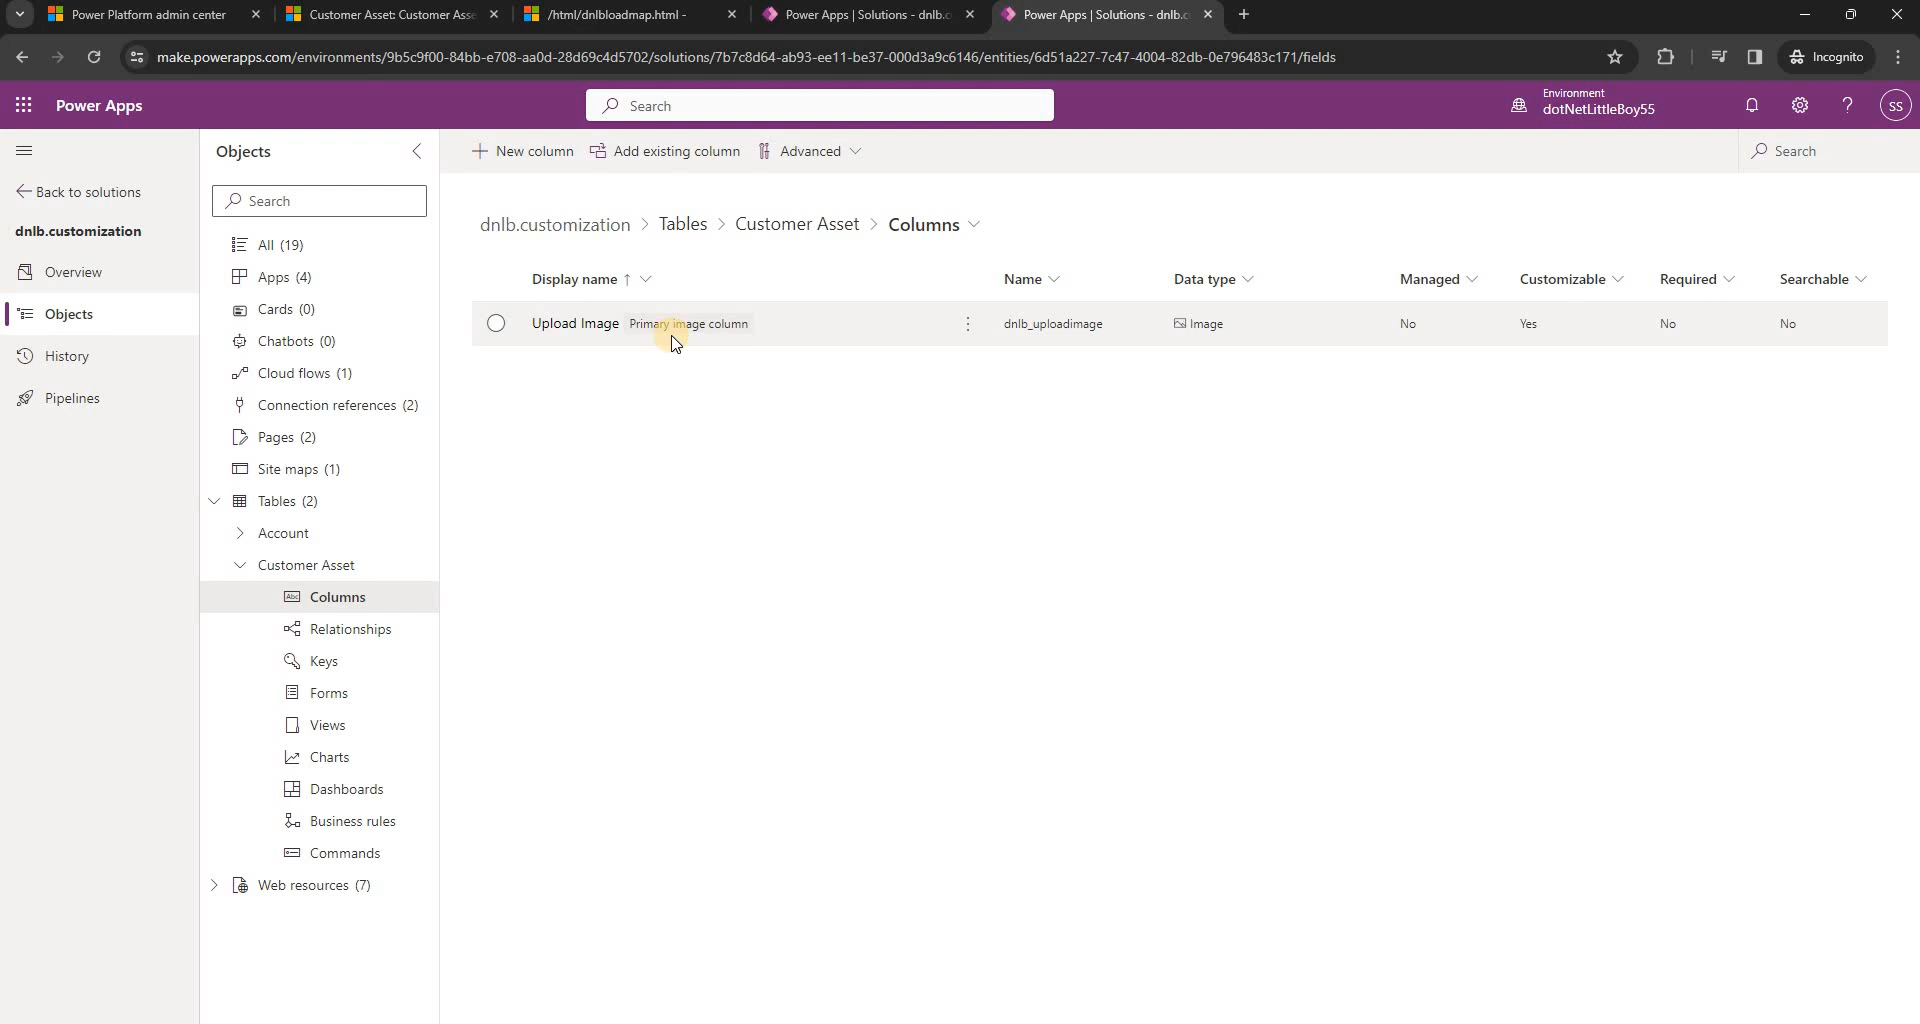 Power Platform admin center
Customer Asset: Customer Asse
/html/dnlbloadmap.html -
Power Apps | Solutions - dnlb.c
Power Apps | Solutions - dnlb.c
make.powerapps.com/environments/9b5c9f00-84bb-e708-aa0d-28d69c4d5702/solutions/7b7c8d64-ab93-ee11-be37-000d3a9c6146/entities/6d51a227-7c47-4004-82db-0e796483c171/fields
Incognito
Power Apps
Search
Environment
dotNetLittleBoy55
SS
Objects
New column
Add existing column
Advanced
Search
Back to solutions
Search
dnlb.customization
Overview
Objects
History
Pipelines
All (19)
Apps (4)
Cards (0)
Chatbots (0)
Cloud flows (1)
Connection references (2)
Pages (2)
Site maps (1)
Tables (2)
Account
Customer Asset
Abc Columns
Relationships
Keys
Forms
Views
Charts
Dashboards
Business rules
Commands
Web resources (7)
dnlb.customization > Tables > Customer Asset > Columns
Display name ↑ Name Data type Managed Customizable Required Searchable
Upload Image Primary image column dnlb_uploadimage Image No Yes No No